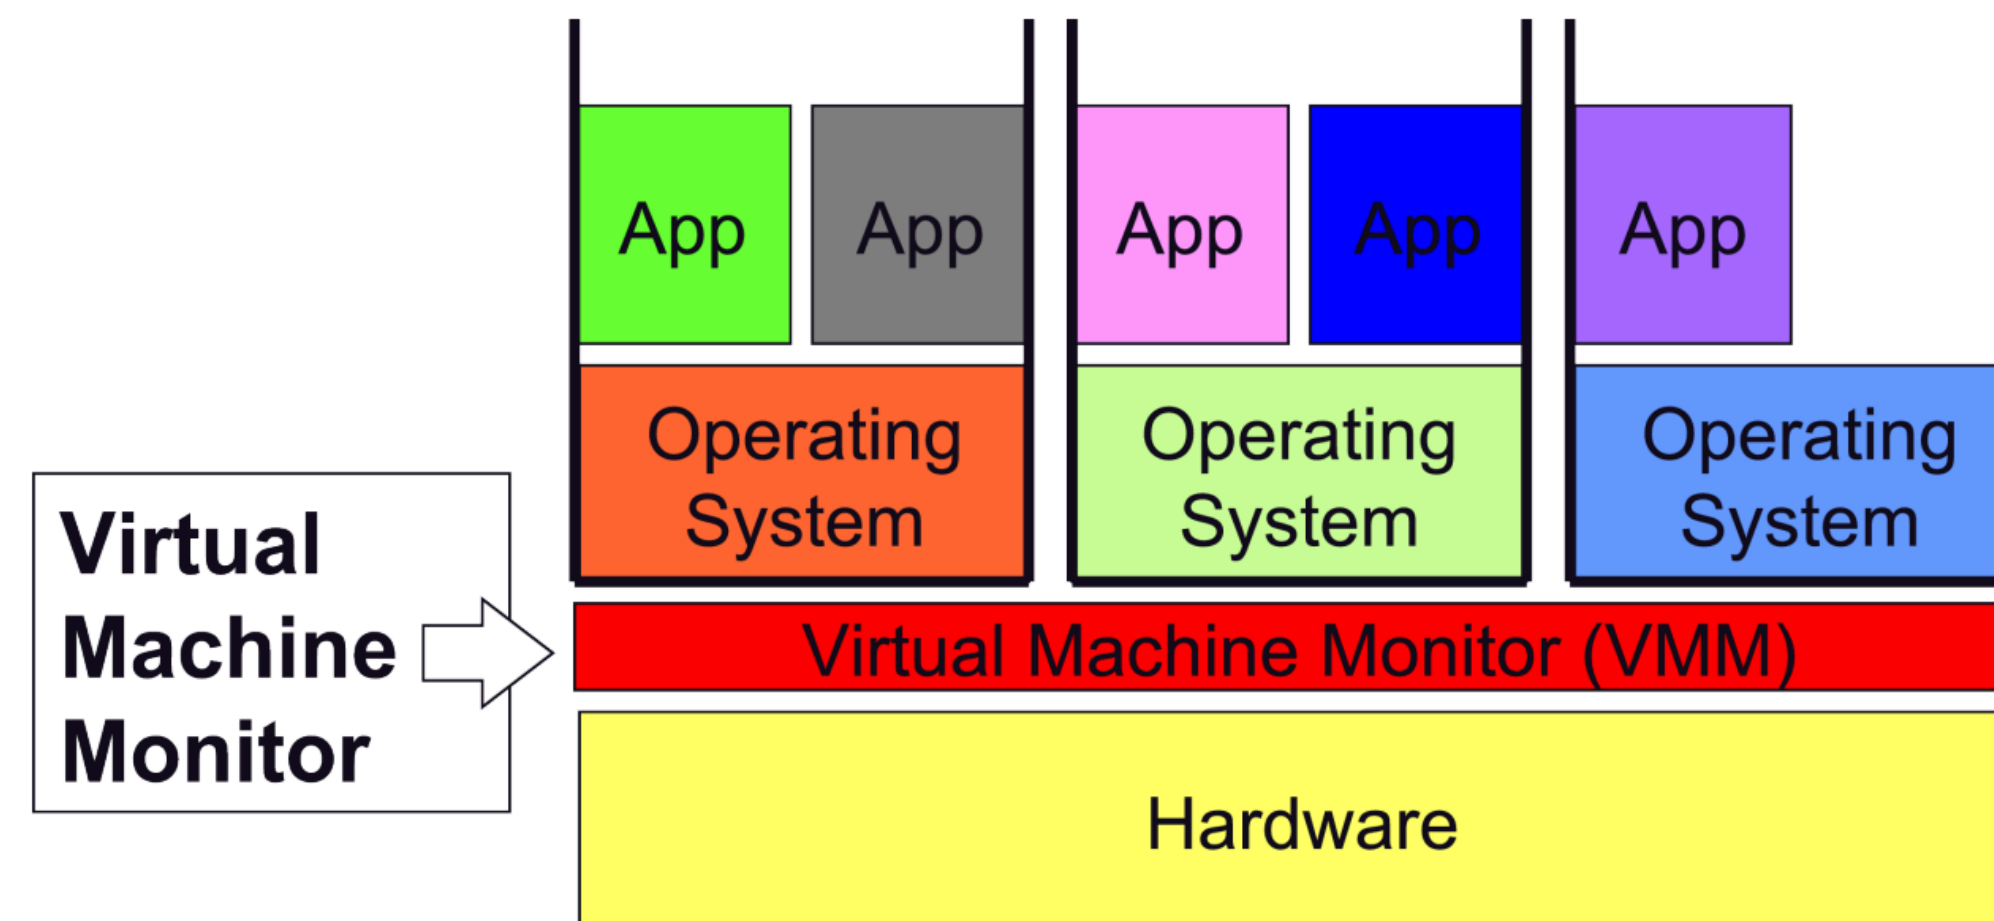 App
App
App
App
App
Operating
System
Operating
System
Operating
System
Virtual
Machine
Monitor
Virtual Machine Monitor (VMM)
Hardware